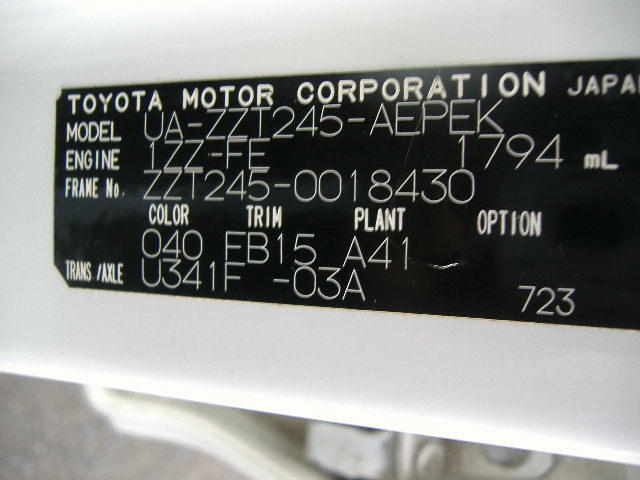 TOYOTA MOTOR CORPORATION JAPA
MODEL UA-ZZT245-AEPEK
ENGINE 1ZZ-FE 1794 mL
FRAME No. ZZT245-0018430
COLOR TRIM PLANT OPTION
040 FB15 A41
TRANS/AXLE U341F -03A
723